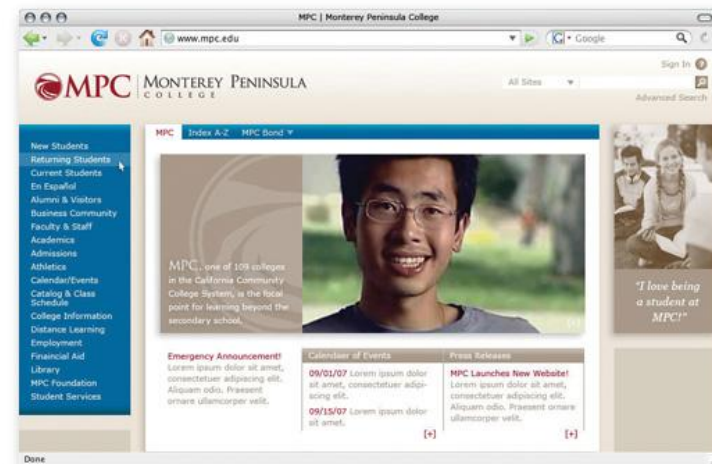 MPC | Monterey Peninsula College
www.mpc.edu
G
Google
Sign In
MPC MONTEREY PENINSULA
COLLEGE
All Sites
Advanced Search
MPC Index A-Z MPC Bond
New Students
Returning Students
Current Students
En Español
Alumni & Visitors
Business Community
Faculty & Staff
Academics
Admissions
Athletics
Calendar/Events
Catalog & Class
Schedule
College Information
Distance Learning
Employment
Finaincial Aid
Library
MPC Foundation
Student Services
MPC, one of 109 colleges
in the California Community
College System, is the focal
point for learning beyond the
secondary school.
[+]
"I love being
a student at
MPC!"
Emergency Announcement!
Lorem ipsum dolor sit amet,
consectetuer adipiscing elit.
Aliquam odio. Praesent
ornare ullamcorper velit.
Calendaer of Events
09/01/07 Lorem ipsum dolor
sit amet, consectetuer adipi-
scing elit.
09/15/07 Lorem ipsum dolor
sit amet.
[+]
Press Releases
MPC Launches New Website!
Lorem ipsum dolor sit amet,
consectetuer adipiscing elit.
Aliquam odio. Praesent ornare
ullamcorper velit.
[+]
Done